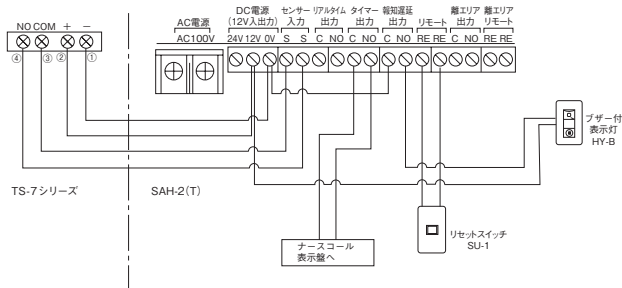 AC電源
DC電源
(12V入出力)
センサー
入力
リアルタイム
出力
タイマー
出力
報知遅延
出力
リモート
離エリア
出力
離エリア
リモート
NO COM + −
AC100V
24V 12V 0V S S C NO C NO C NO RE RE C NO RE RE
④ ③ ② ①
ブザー付
表示灯
HY-B
TS-7シリーズ
SAH-2(T)
リセットスイッチ
SU-1
ナースコール
表示盤へ